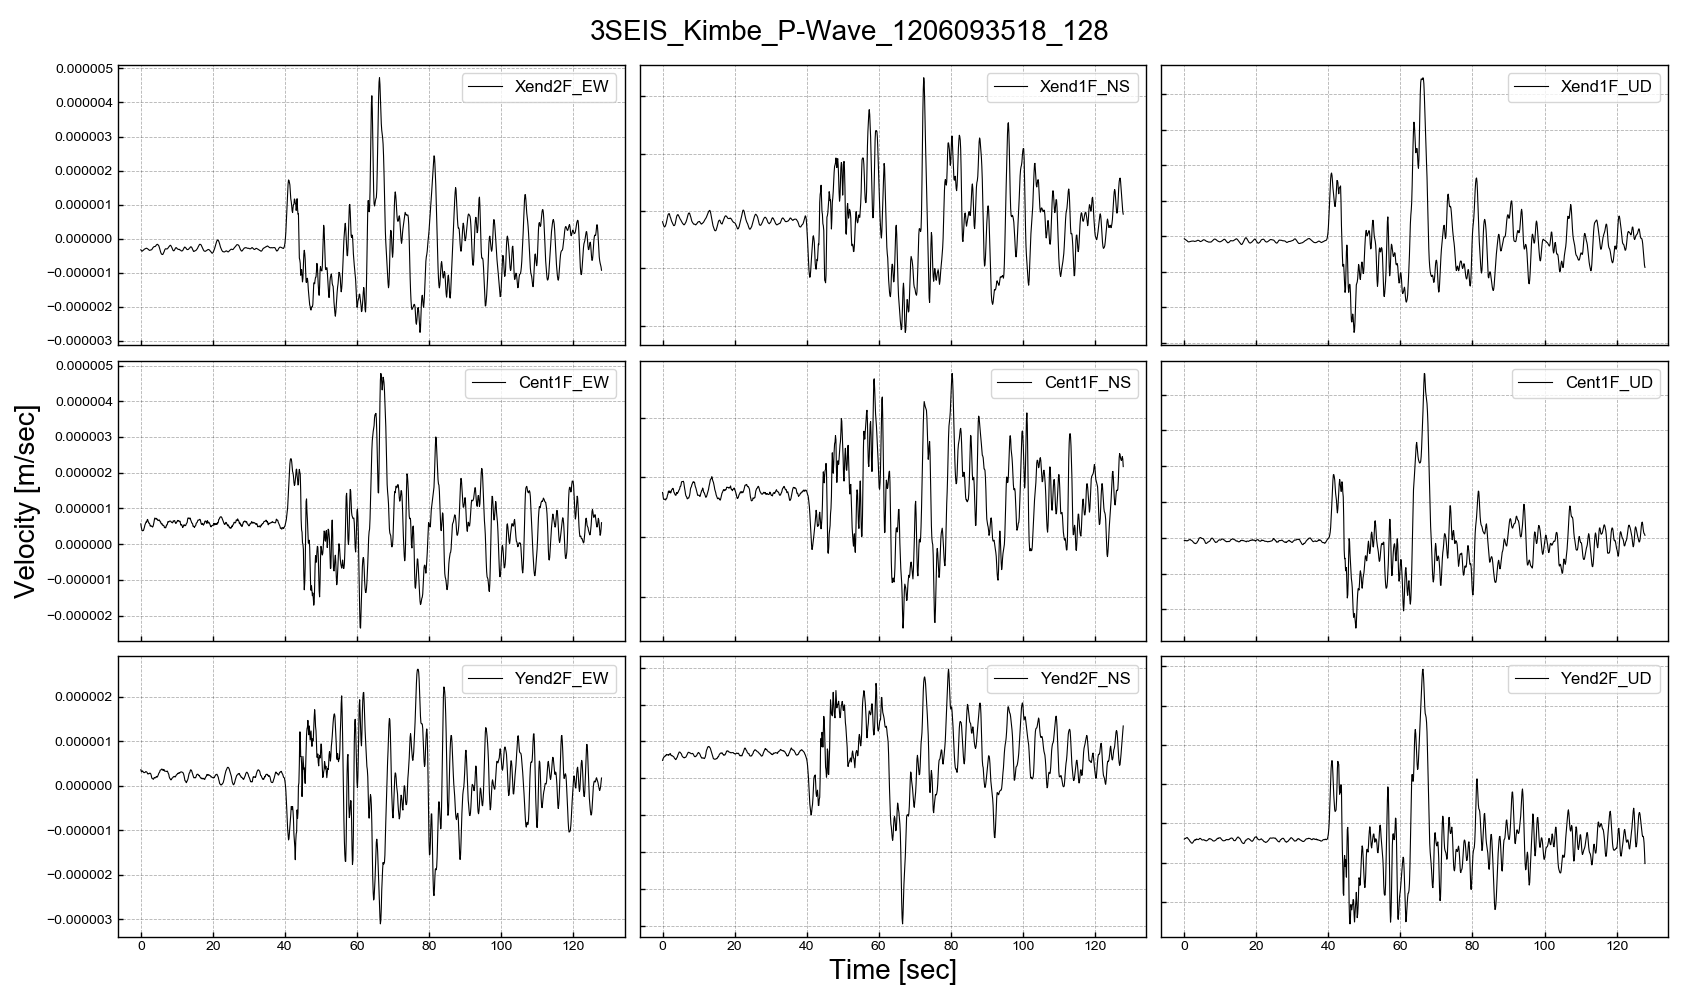 3SEIS_Kimbe_P-Wave_1206093518_128
Velocity [m/sec]
Xend2F_EW
0.000005
0.000004
0.000003
0.000002
0.000001
0.000000
−0.000001
−0.000002
−0.000003
Xend1F_NS
Xend1F_UD
Cent1F_EW
0.000005
0.000004
0.000003
0.000002
0.000001
0.000000
−0.000001
−0.000002
Cent1F_NS
Cent1F_UD
Yend2F_EW
0.000002
0.000001
0.000000
−0.000001
−0.000002
−0.000003
0 20 40 60 80 100 120
Yend2F_NS
0 20 40 60 80 100 120
Yend2F_UD
0 20 40 60 80 100 120
Time [sec]